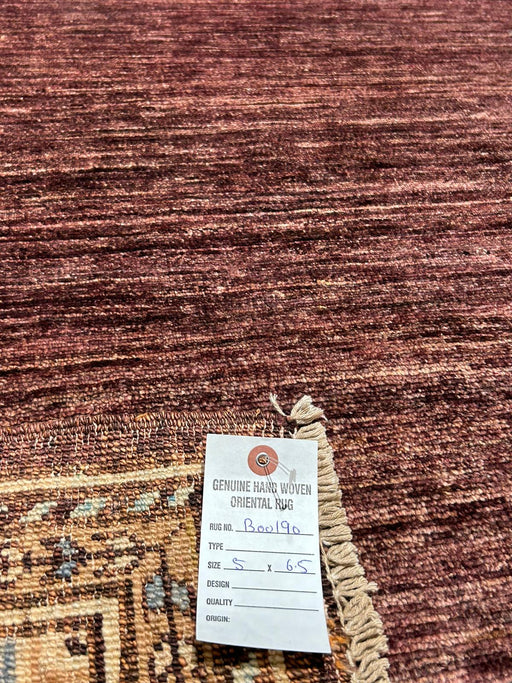 GENUINE HAND WOVEN
ORIENTAL RUG
RUG NO. B00190
TYPE
SIZE 5 x 6.5
DESIGN
QUALITY
ORIGIN: